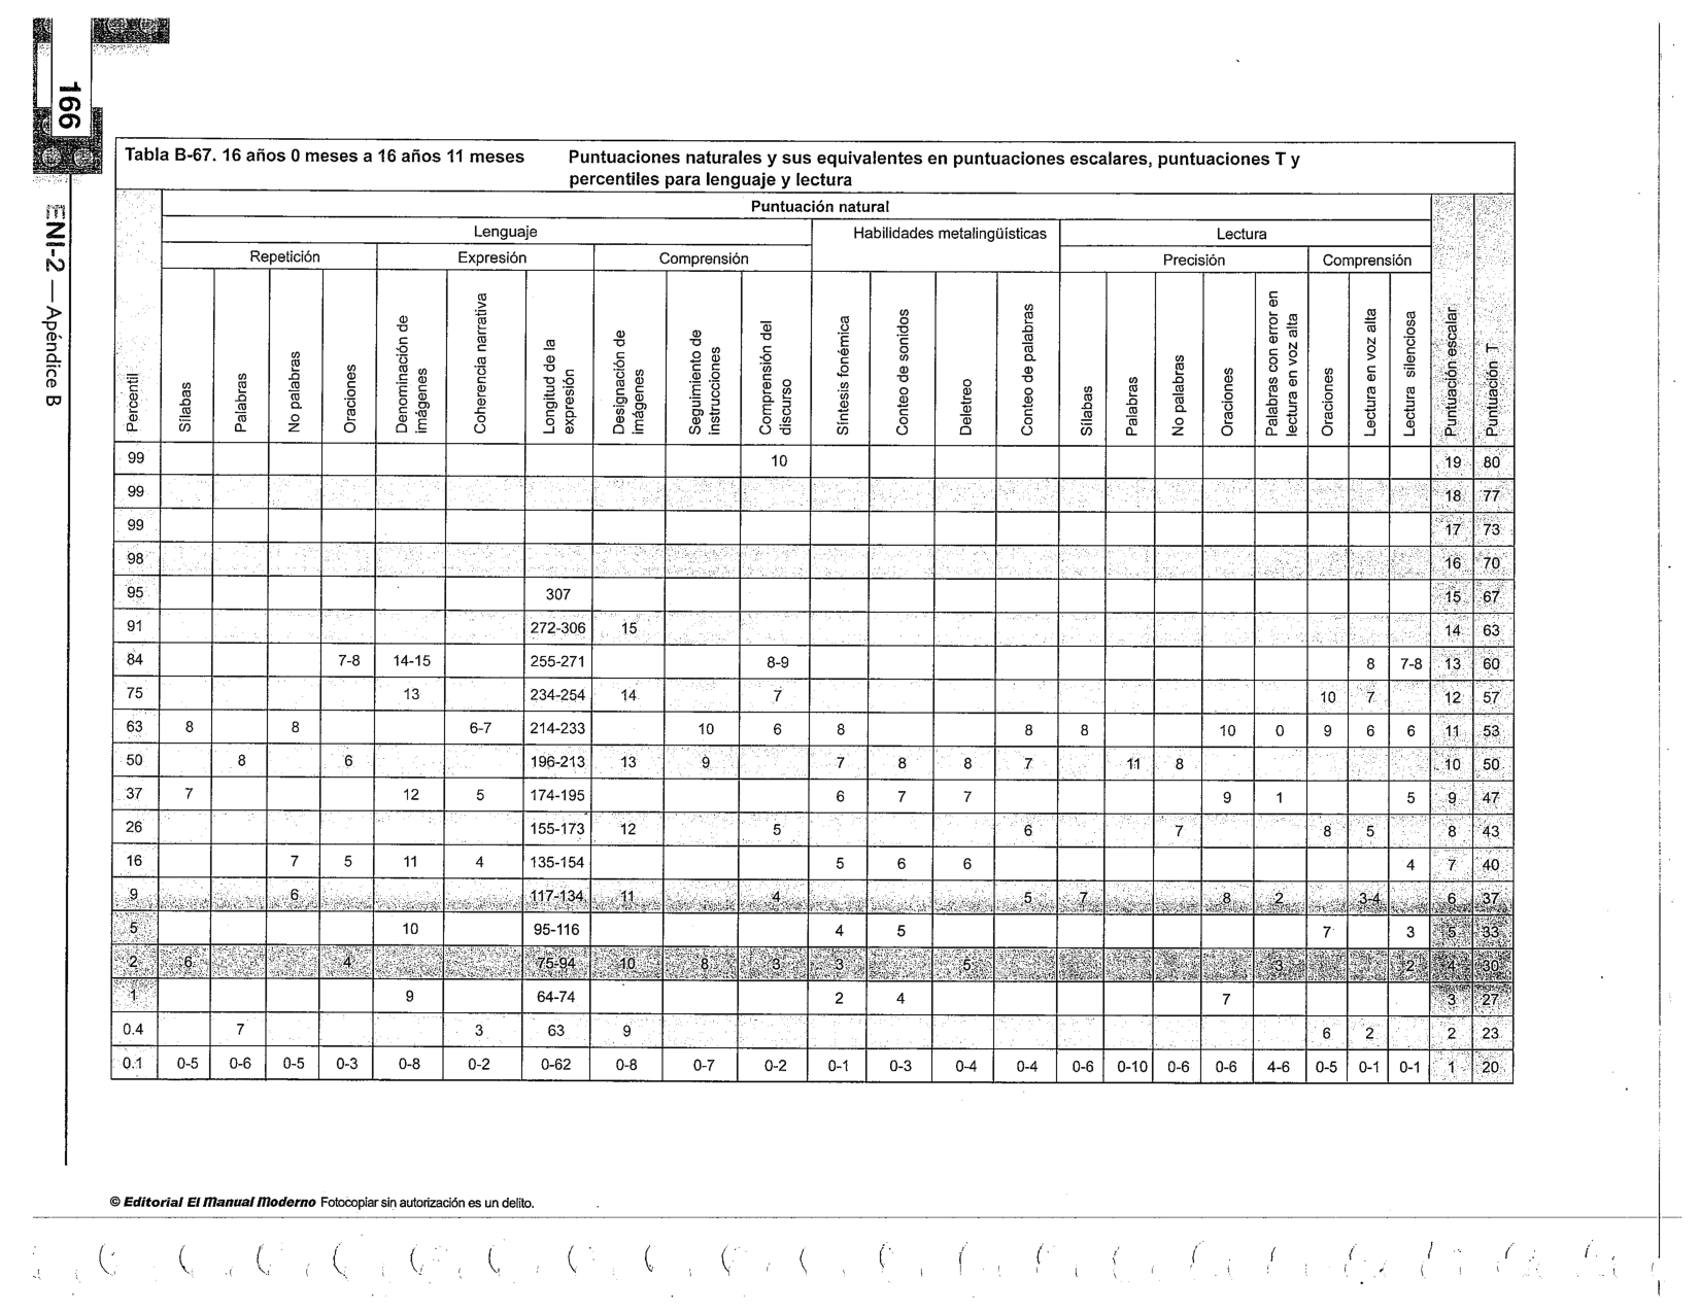 166
ENI-2 — Apéndice B
Tabla B-67. 16 años 0 meses a 16 años 11 meses Puntuaciones naturales y sus equivalentes en puntuaciones escalares, puntuaciones T y
percentiles para lenguaje y lectura
Puntuación natural
Lenguaje Habilidades metalingüísticas Lectura
Repetición Expresión Comprensión Precisión Comprensión
Percentil
Sílabas
Palabras
No palabras
Oraciones
Denominación de
imágenes
Coherencia narrativa
Longitud de la
expresión
Designación de
imágenes
Seguimiento de
instrucciones
Comprensión del
discurso
Síntesis fonémica
Conteo de sonidos
Deletreo
Conteo de palabras
Sílabas
Palabras
No palabras
Oraciones
Palabras con error en
lectura en voz alta
Oraciones
Lectura en voz alta
Lectura silenciosa
Puntuación escalar
Puntuación T
99 10 19 80
99 18 77
99 17 73
98 16 70
95 307 15 67
91 272-306 15 14 63
84 7-8 14-15 255-271 8-9 8 7-8 13 60
75 13 234-254 14 7 10 7 12 57
63 8 8 6-7 214-233 10 6 8 8 8 10 0 9 6 6 11 53
50 8 6 196-213 13 9 7 8 8 7 11 8 10 50
37 7 12 5 174-195 6 7 7 9 1 5 9 47
26 155-173 12 5 6 7 8 5 8 43
16 7 5 11 4 135-154 5 6 6 4 7 40
9 6 117-134 11 4 5 7 8 2 3-4 6 37
5 10 95-116 4 5 7 3 5 33
2 6 4 75-94 10 8 3 3 5 3 2 4 30
1 9 64-74 2 4 7 3 27
0.4 7 3 63 9 6 2 2 23
0.1 0-5 0-6 0-5 0-3 0-8 0-2 0-62 0-8 0-7 0-2 0-1 0-3 0-4 0-4 0-6 0-10 0-6 0-6 4-6 0-5 0-1 0-1 1 20
© Editorial El Manual Moderno Fotocopiar sin autorización es un delito.